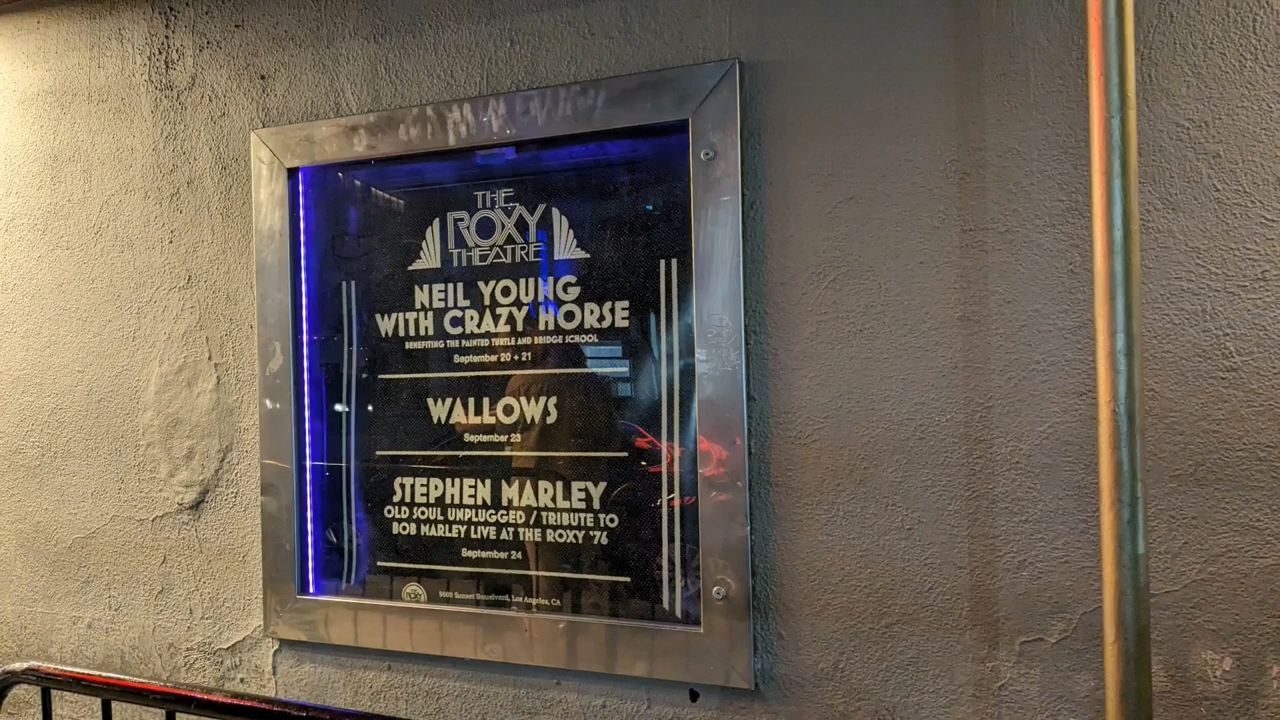 THE
ROXY
THEATRE
NEIL YOUNG
WITH CRAZY HORSE
BENEFITING THE PAINTED TURTLE AND BRIDGE SCHOOL
September 20 + 21
WALLOWS
September 23
STEPHEN MARLEY
OLD SOUL UNPLUGGED / TRIBUTE TO
BOB MARLEY LIVE AT THE ROXY '76
September 24
ROXY
9009 Sunset Boulevard, Los Angeles, CA